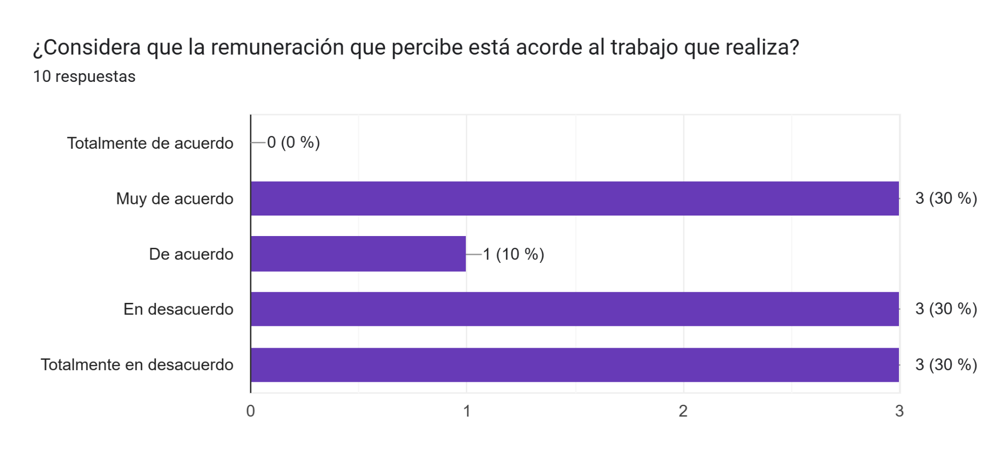 ¿Considera que la remuneración que percibe está acorde al trabajo que realiza?
10 respuestas
Totalmente de acuerdo 0 (0 %)
Muy de acuerdo 3 (30 %)
De acuerdo 1 (10 %)
En desacuerdo 3 (30 %)
Totalmente en desacuerdo 3 (30 %)
0 1 2 3